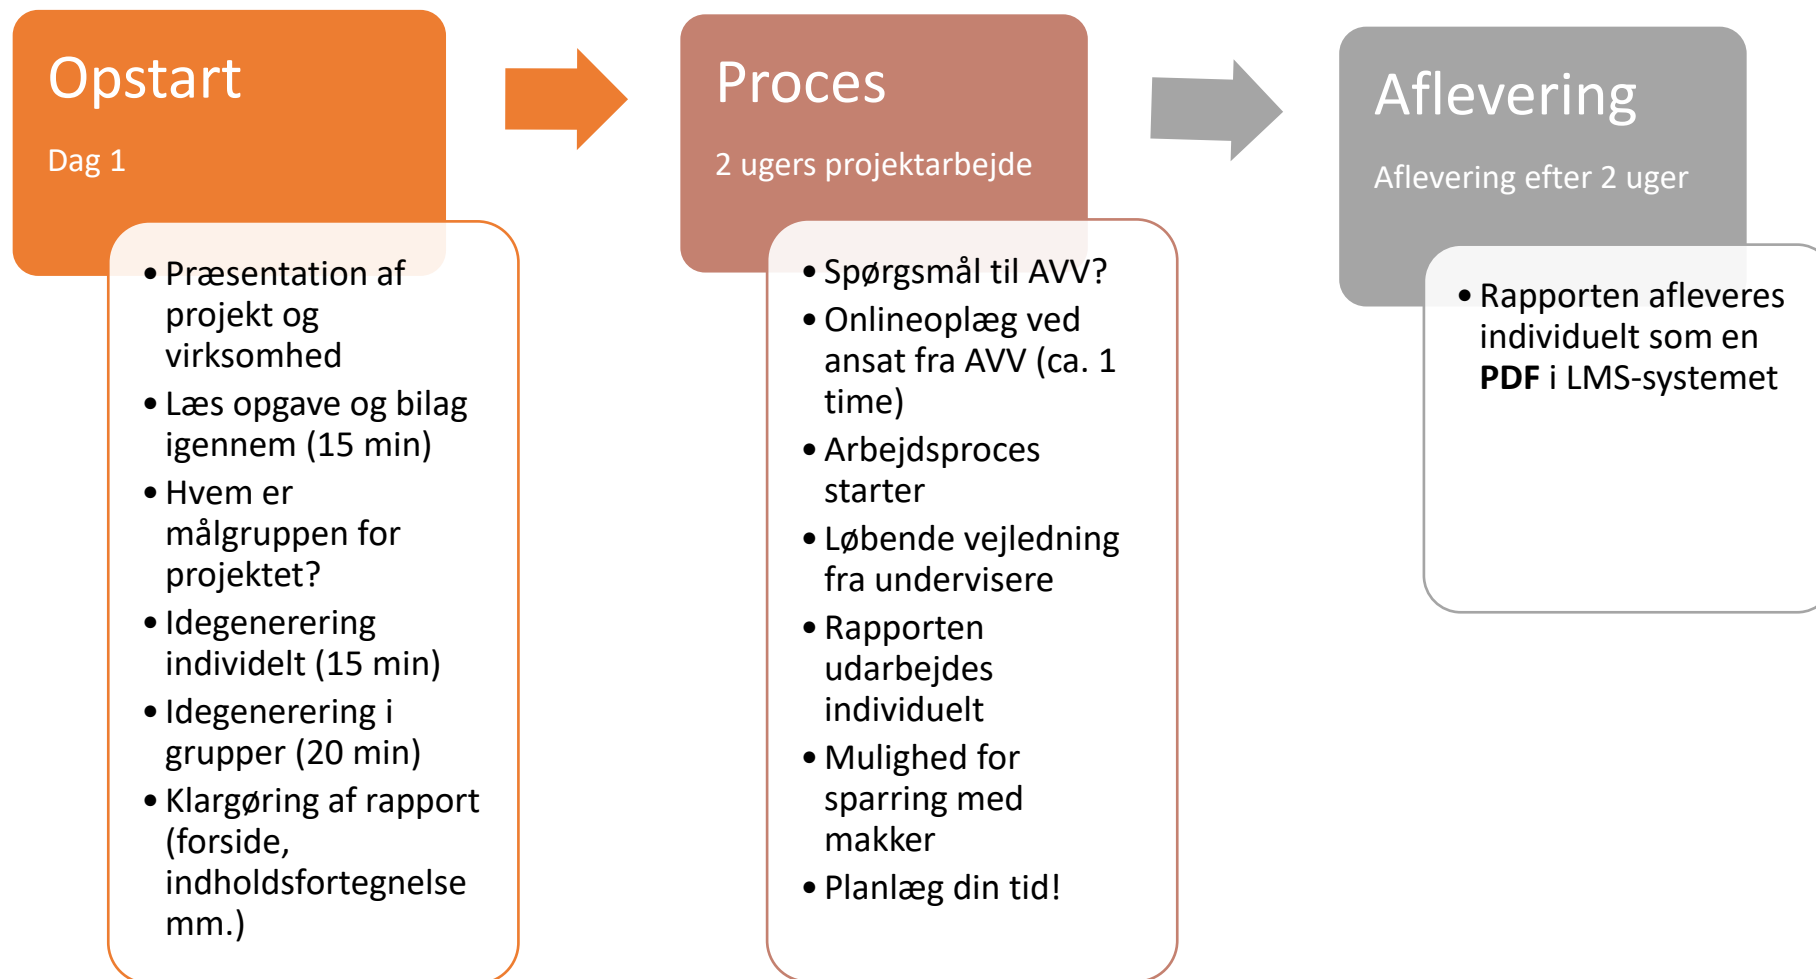 Opstart
Dag 1
• Præsentation af
projekt og
virksomhed
• Læs opgave og bilag
igennem (15 min)
• Hvem er
målgruppen for
projektet?
• Idegenerering
individelt (15 min)
• Idegenerering i
grupper (20 min)
• Klargøring af rapport
(forside,
indholdsfortegnelse
mm.)
Proces
2 ugers projektarbejde
• Spørgsmål til AVV?
• Onlineoplæg ved
ansat fra AVV (ca. 1
time)
• Arbejdsproces
starter
• Løbende vejledning
fra undervisere
• Rapporten
udarbejdes
individuelt
• Mulighed for
sparring med
makker
• Planlæg din tid!
Aflevering
Aflevering efter 2 uger
• Rapporten afleveres
individuelt som en
PDF i LMS-systemet